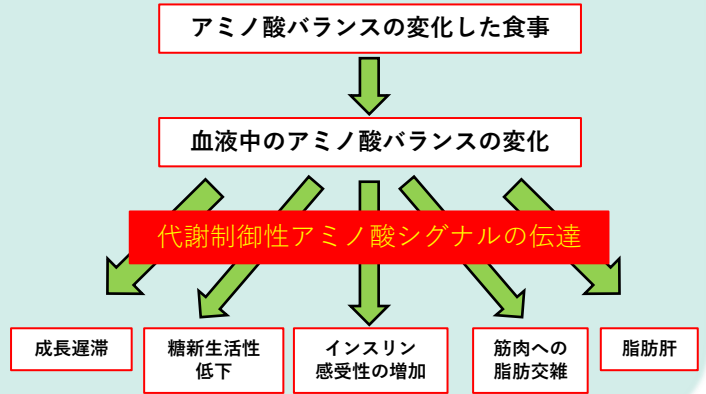 アミノ酸バランスの変化した食事
血液中のアミノ酸バランスの変化
代謝制御性アミノ酸シグナルの伝達
成長遅滞
糖新生活性
低下
インスリン
感受性の増加
筋肉への
脂肪交雑
脂肪肝